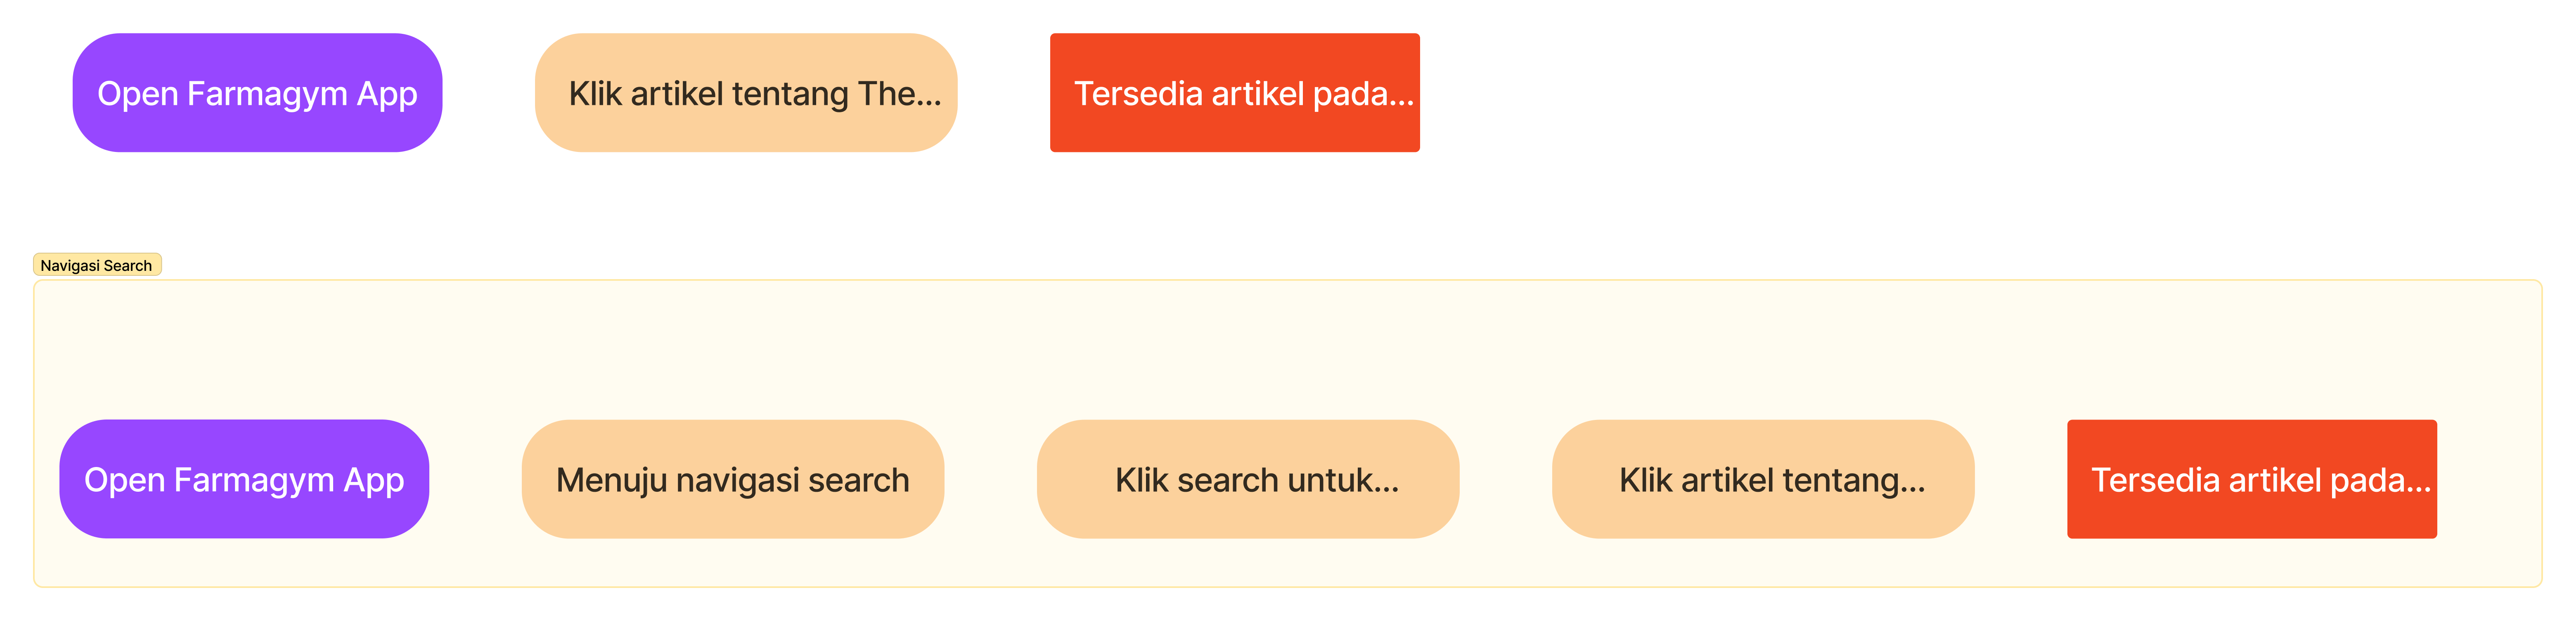 Open Farmagym App
Klik artikel tentang The...
Tersedia artikel pada...
Navigasi Search
Open Farmagym App
Menuju navigasi search
Klik search untuk...
Klik artikel tentang...
Tersedia artikel pada...